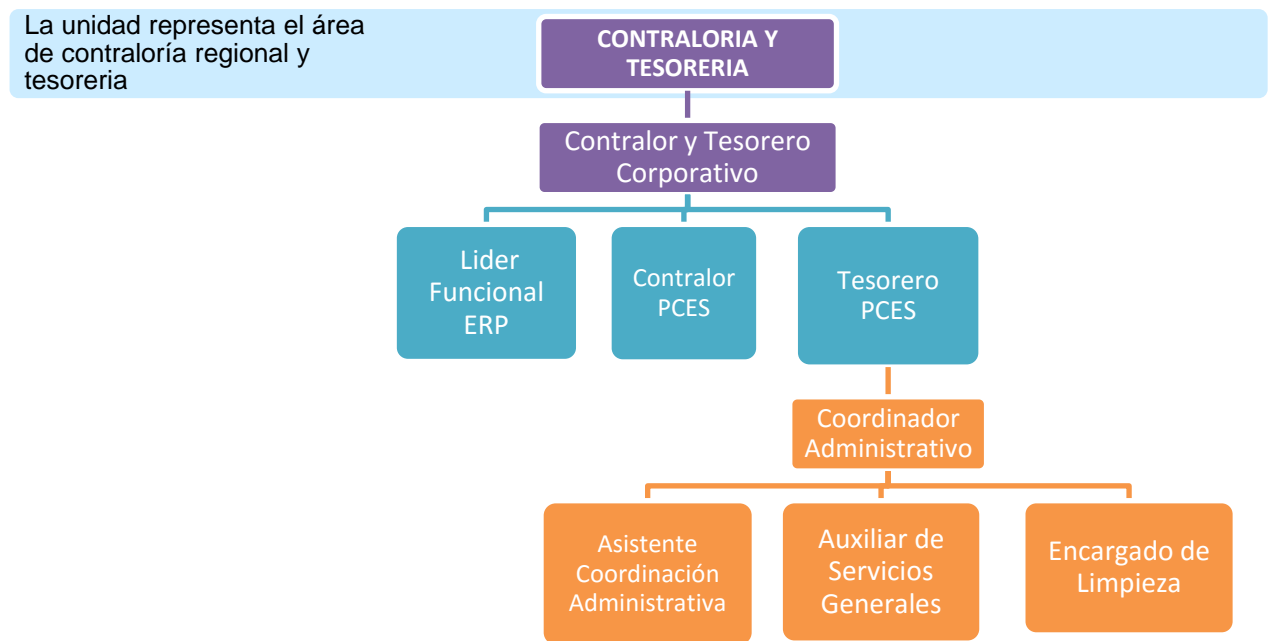 La unidad representa el área
de contraloría regional y
tesoreria
CONTRALORIA Y
TESORERIA
Contralor y Tesorero
Corporativo
Lider
Funcional
ERP
Contralor
PCES
Tesorero
PCES
Coordinador
Administrativo
Asistente
Coordinación
Administrativa
Auxiliar de
Servicios
Generales
Encargado de
Limpieza